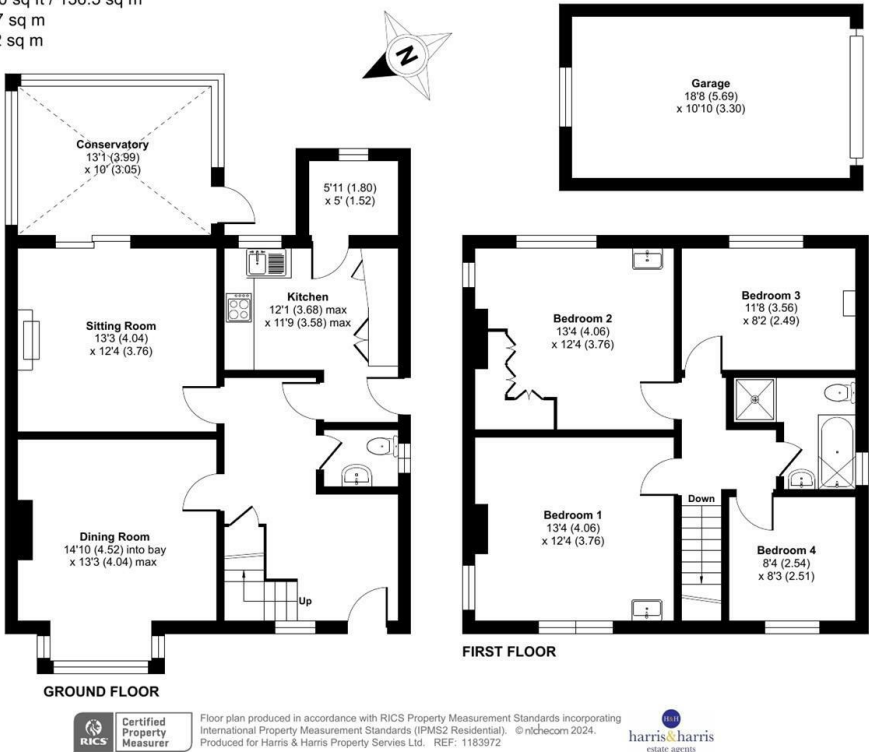 sq ft / 138.5 sq m
7 sq m
2 sq m
N
Garage
18'8 (5.69)
x 10'10 (3.30)
Conservatory
13'1 (3.99)
x 10' (3.05)
5'11 (1.80)
x 5' (1.52)
Kitchen
12'1 (3.68) max
x 11'9 (3.58) max
Sitting Room
13'3 (4.04)
x 12'4 (3.76)
Bedroom 2
13'4 (4.06)
x 12'4 (3.76)
Bedroom 3
11'8 (3.56)
x 8'2 (2.49)
Dining Room
14'10 (4.52) into bay
x 13'3 (4.04) max
Up
Bedroom 1
13'4 (4.06)
x 12'4 (3.76)
Down
Bedroom 4
8'4 (2.54)
x 8'3 (2.51)
FIRST FLOOR
GROUND FLOOR
RICS
Certified
Property
Measurer
Floor plan produced in accordance with RICS Property Measurement Standards incorporating
International Property Measurement Standards (IPMS2 Residential). © nichecom 2024.
Produced for Harris & Harris Property Servies Ltd. REF: 1183972
H&H
harris&harris
estate agents